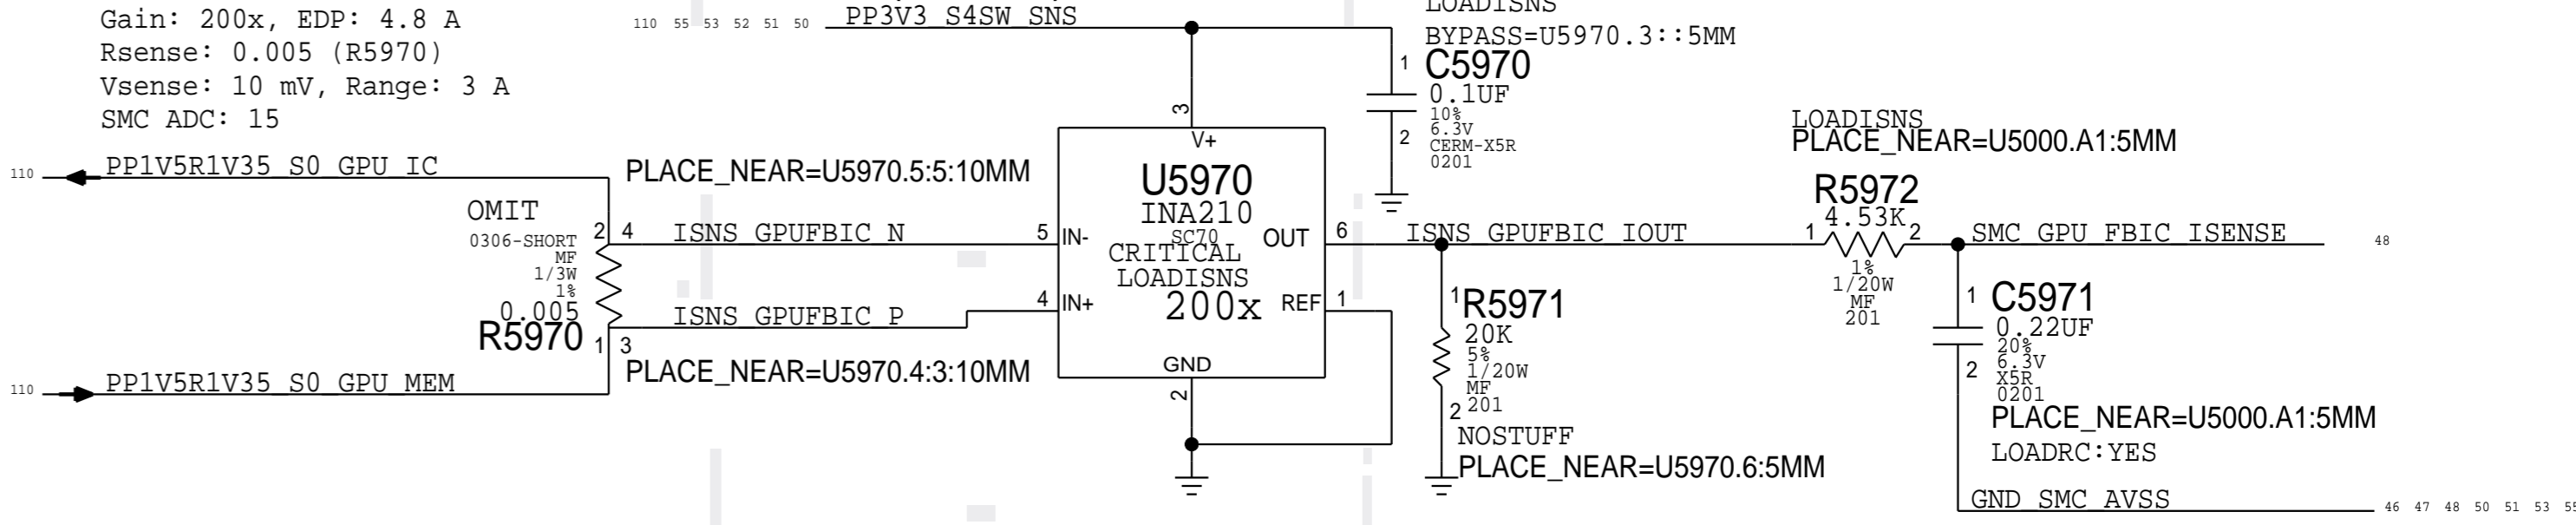 Gain: 200x, EDP: 4.8 A
Rsense: 0.005 (R5970)
Vsense: 10 mV, Range: 3 A
SMC ADC: 15
110 55 53 52 51 50
PP3V3_S4SW_SNS
LOADISNS
BYPASS=U5970.3::5MM
1
C5970
0.1UF
10%
6.3V
CERM-X5R
0201
2
3
V+
U5970
INA210
SC70
CRITICAL
LOADISNS
200x
5 IN-
4 IN+
OUT 6
REF 1
GND
2
110
PP1V5R1V35_S0_GPU_IC
PLACE_NEAR=U5970.5:5:10MM
OMIT
0306-SHORT
MF
1/3W
1%
0.005
R5970
2 4
ISNS_GPUFBIC_N
ISNS_GPUFBIC_P
1 3
PLACE_NEAR=U5970.4:3:10MM
110
PP1V5R1V35_S0_GPU_MEM
ISNS_GPUFBIC_IOUT
1
R5971
20K
5%
1/20W
MF
201
2
NOSTUFF
PLACE_NEAR=U5970.6:5MM
LOADISNS
PLACE_NEAR=U5000.A1:5MM
R5972
4.53K
1 2
1%
1/20W
MF
201
SMC_GPU_FBIC_ISENSE
48
1
C5971
0.22UF
20%
6.3V
X5R
0201
2
PLACE_NEAR=U5000.A1:5MM
LOADRC:YES
GND_SMC_AVSS
46 47 48 50 51 53 55